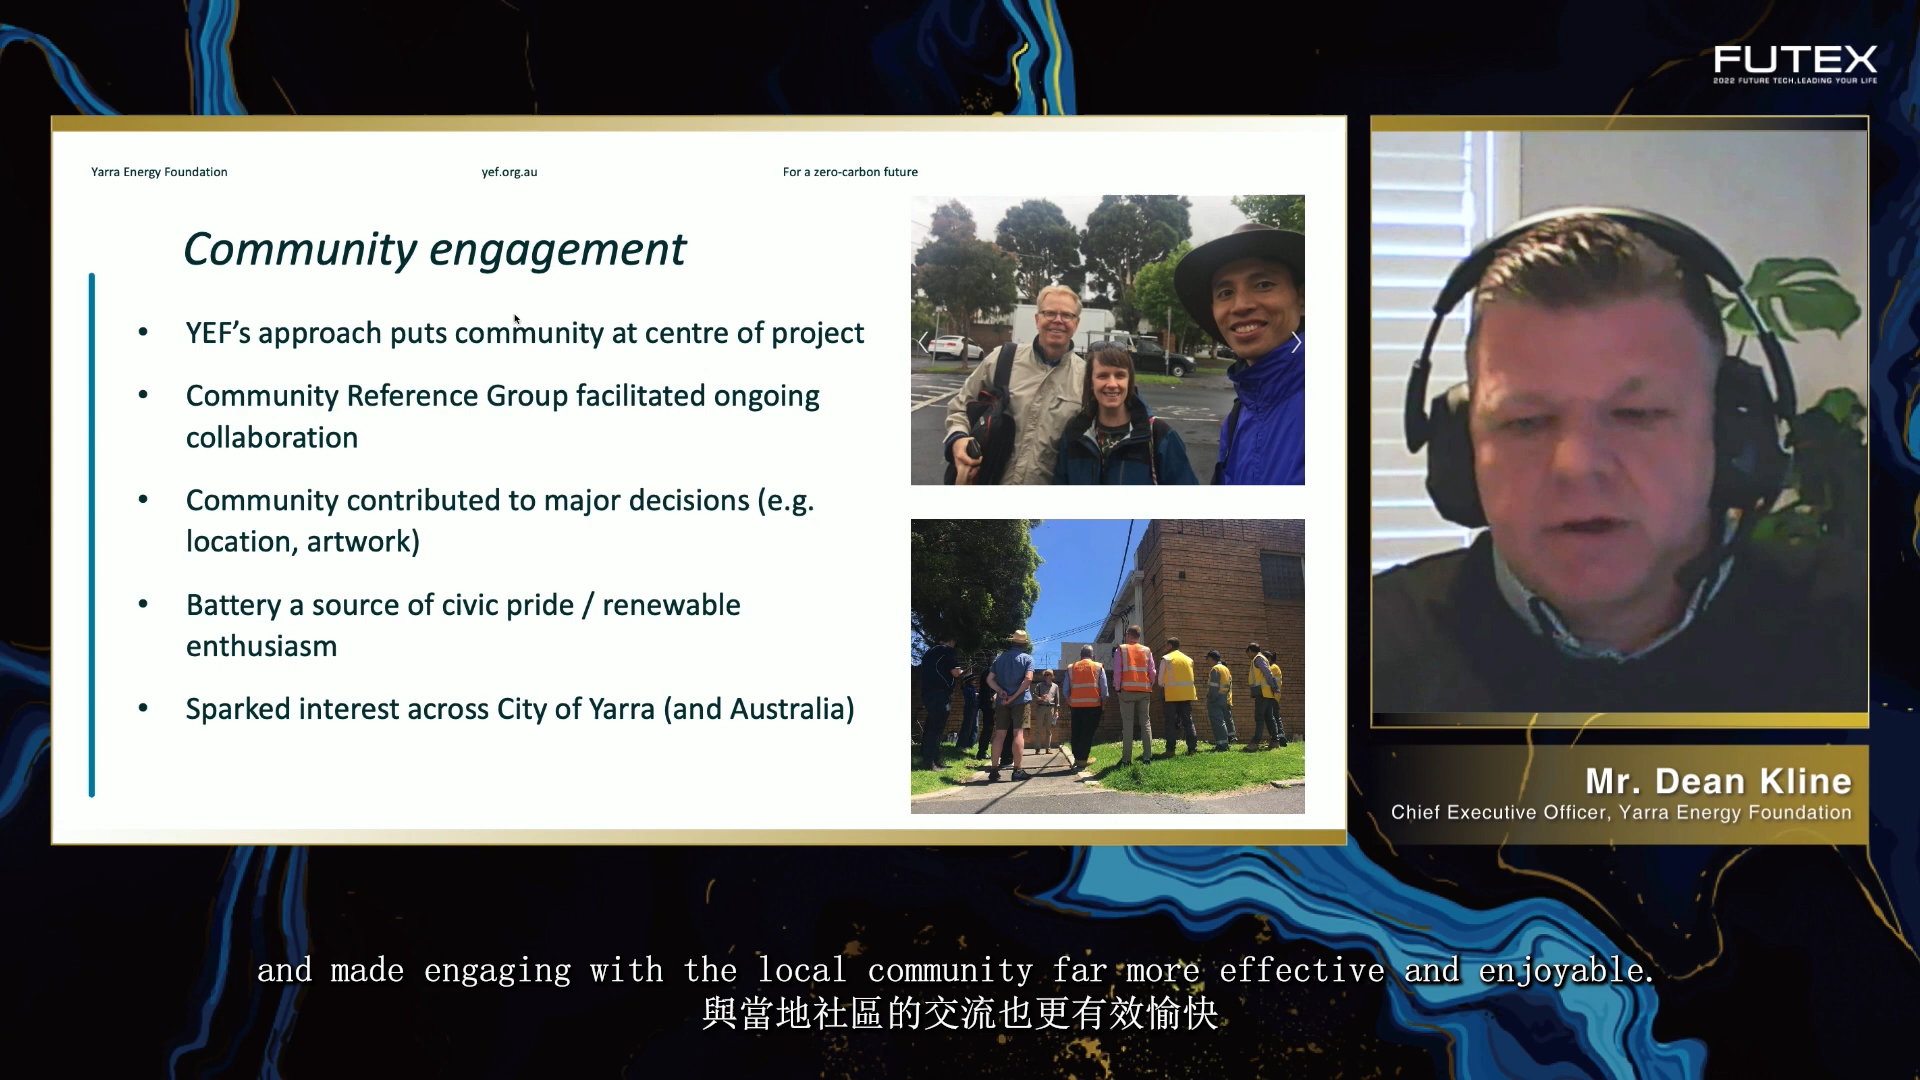 FUTEX
2022 FUTURE TECH,LEADING YOUR LIFE
Yarra Energy Foundation
yef.org.au
For a zero-carbon future
Community engagement
• YEF’s approach puts community at centre of project
• Community Reference Group facilitated ongoing
collaboration
• Community contributed to major decisions (e.g.
location, artwork)
• Battery a source of civic pride / renewable
enthusiasm
• Sparked interest across City of Yarra (and Australia)
Mr. Dean Kline
Chief Executive Officer, Yarra Energy Foundation
and made engaging with the local community far more effective and enjoyable.
與當地社區的交流也更有效愉快